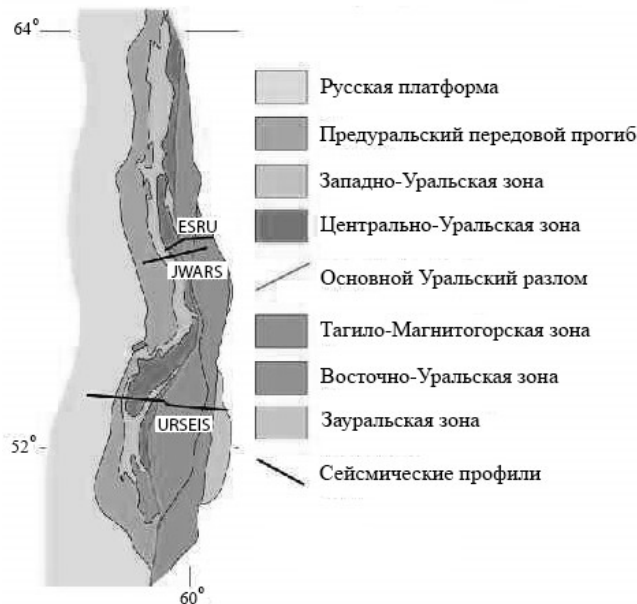 64°
Русская платформа
Предуральский передовой прогиб
Западно-Уральская зона
Центрально-Уральская зона
ESRU
JWARS
Основной Уральский разлом
Тагило-Магнитогорская зона
Восточно-Уральская зона
Зауральская зона
URSEIS
52°
Сейсмические профили
60°